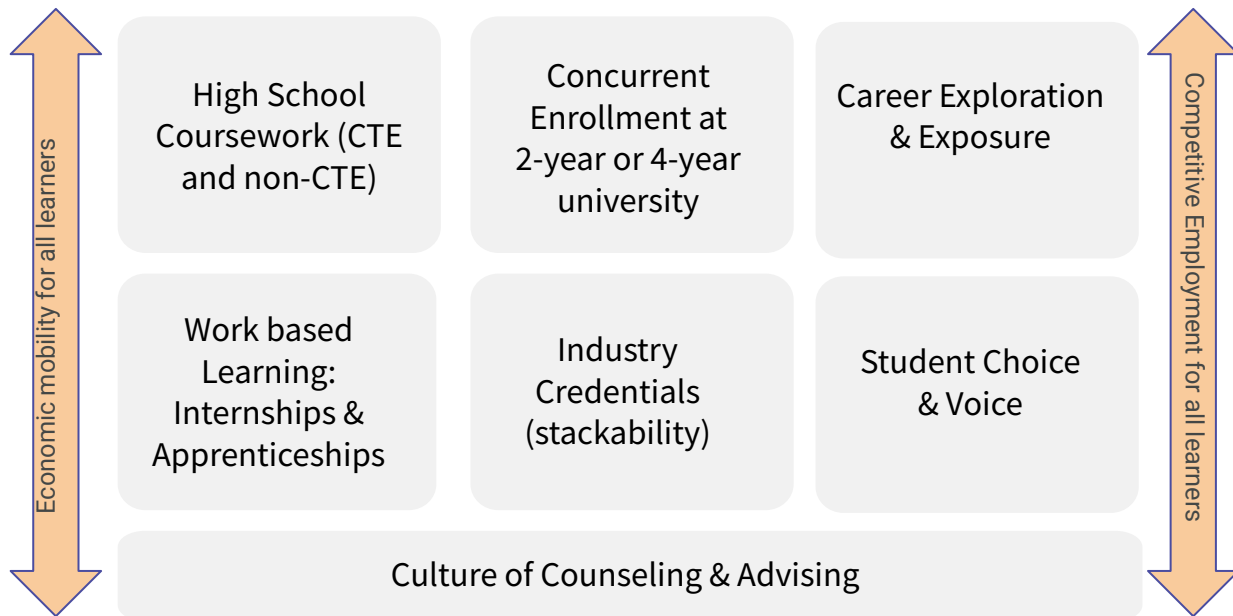 Economic mobility for all learners
High School
Coursework (CTE
and non-CTE)
Concurrent
Enrollment at
2-year or 4-year
university
Career Exploration
& Exposure
Work based
Learning:
Internships &
Apprenticeships
Industry
Credentials
(stackability)
Student Choice
& Voice
Culture of Counseling & Advising
Competitive Employment for all learners